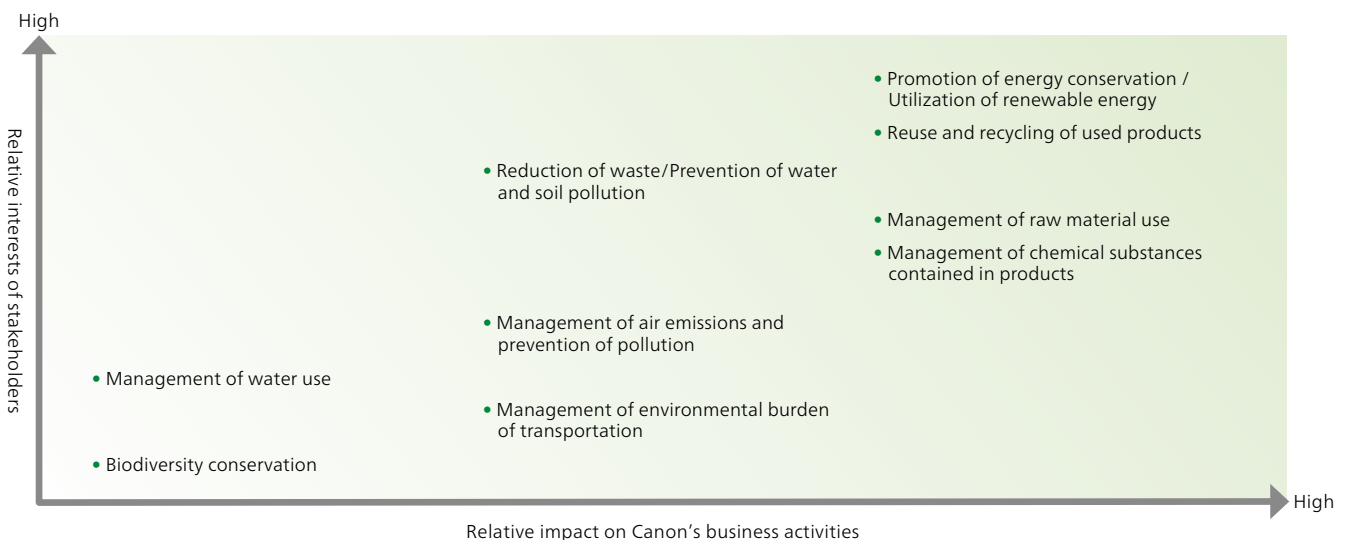 High
Relative interests of stakeholders
• Promotion of energy conservation /
Utilization of renewable energy
• Reuse and recycling of used products
• Reduction of waste/Prevention of water
and soil pollution
• Management of raw material use
• Management of chemical substances
contained in products
• Management of air emissions and
prevention of pollution
• Management of water use
• Management of environmental burden
of transportation
• Biodiversity conservation
High
Relative impact on Canon’s business activities